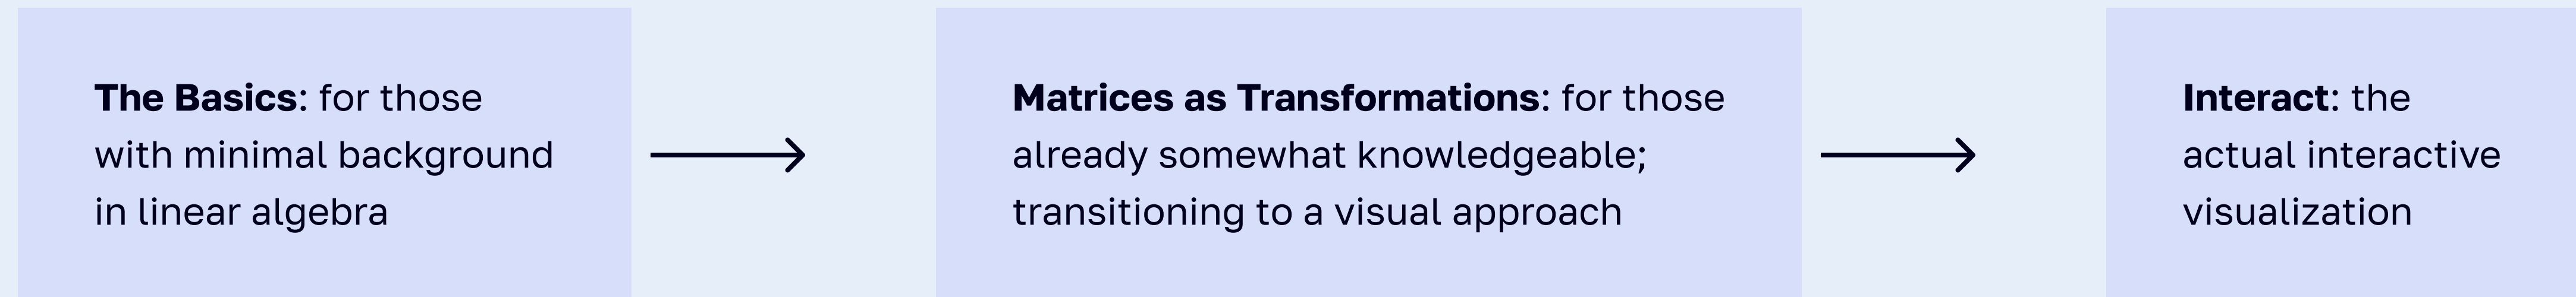 The Basics: for those
with minimal background
in linear algebra
Matrices as Transformations: for those
already somewhat knowledgeable;
transitioning to a visual approach
Interact: the
actual interactive
visualization